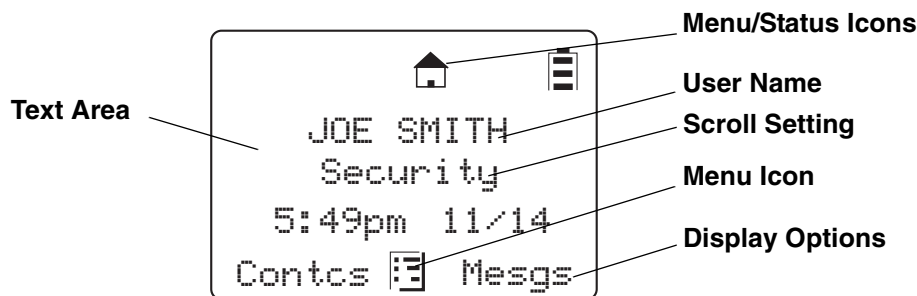 Menu/Status Icons
User Name
Text Area
JOE SMITH
Scroll Setting
Security
Menu Icon
5:49pm 11/14
Display Options
Contcs Mesgs